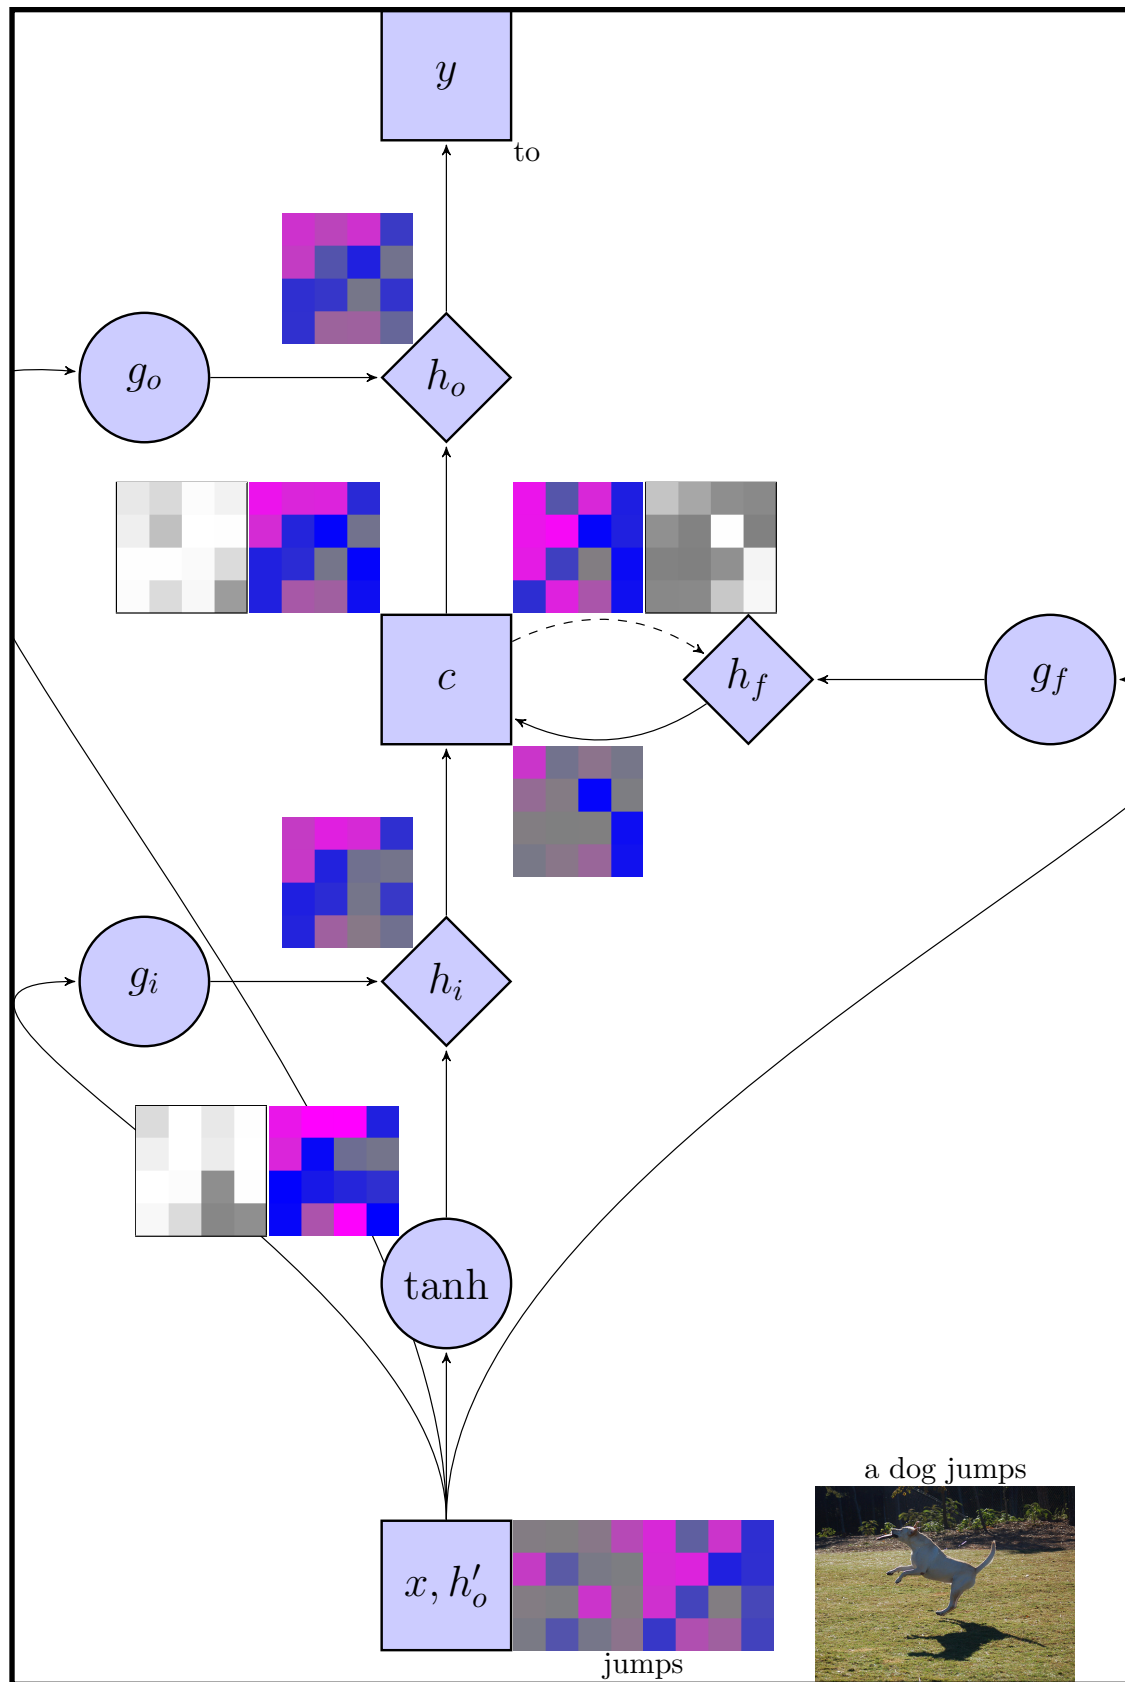 y
to
g_o
h_o
c
h_f
g_f
g_i
h_i
tanh
a dog jumps
x, h'_o
jumps